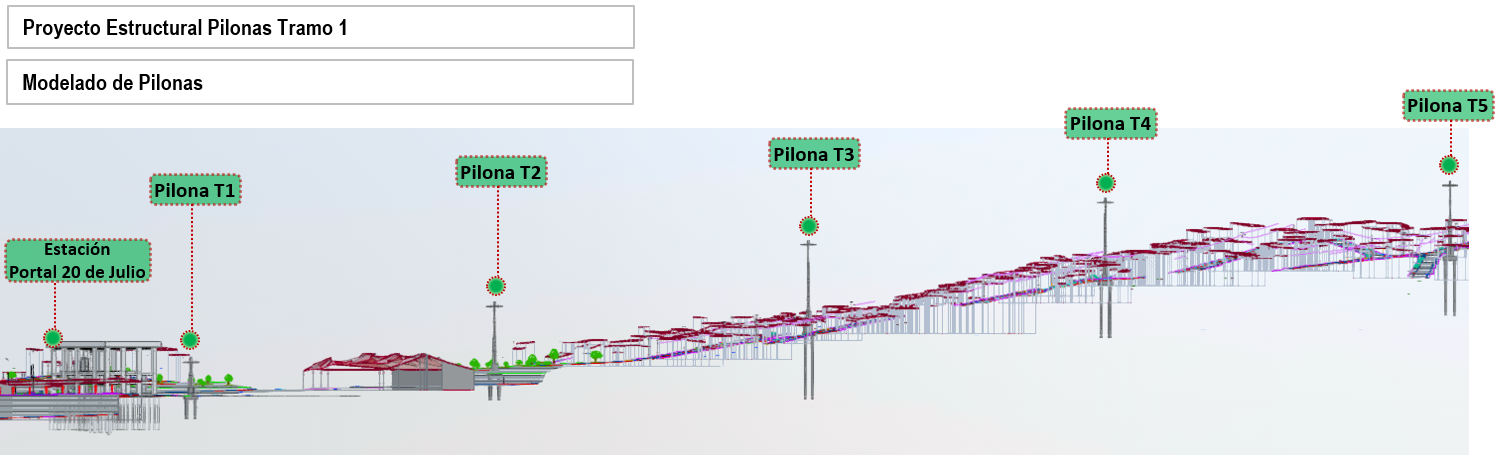 Proyecto Estructural Pilonas Tramo 1
Modelado de Pilonas
Pilona T5
Pilona T4
Pilona T3
Pilona T2
Pilona T1
Estación
Portal 20 de Julio